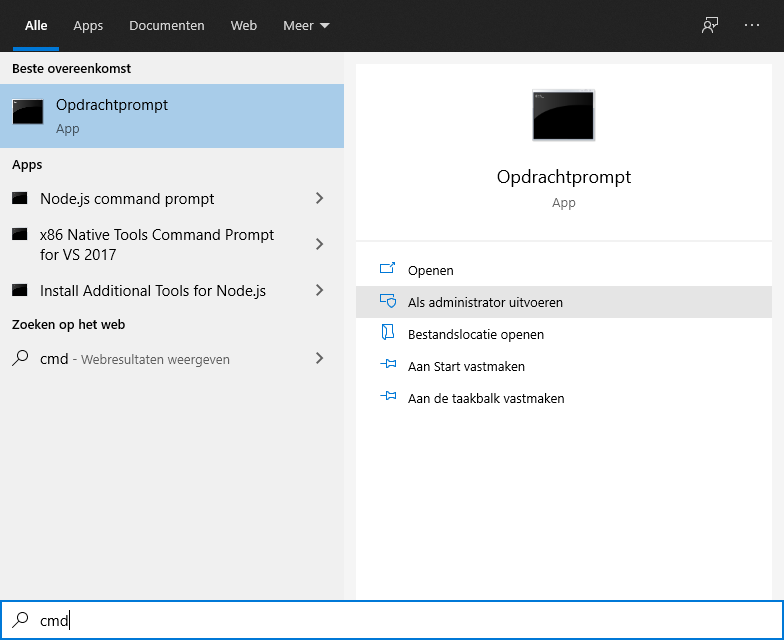 Alle Apps Documenten Web Meer
Beste overeenkomst
Opdrachtprompt
App
Apps
Node.js command prompt
x86 Native Tools Command Prompt
for VS 2017
Install Additional Tools for Node.js
Zoeken op het web
cmd - Webresultaten weergeven
Opdrachtprompt
App
Openen
Als administrator uitvoeren
Bestandslocatie openen
Aan Start vastmaken
Aan de taakbalk vastmaken
cmd